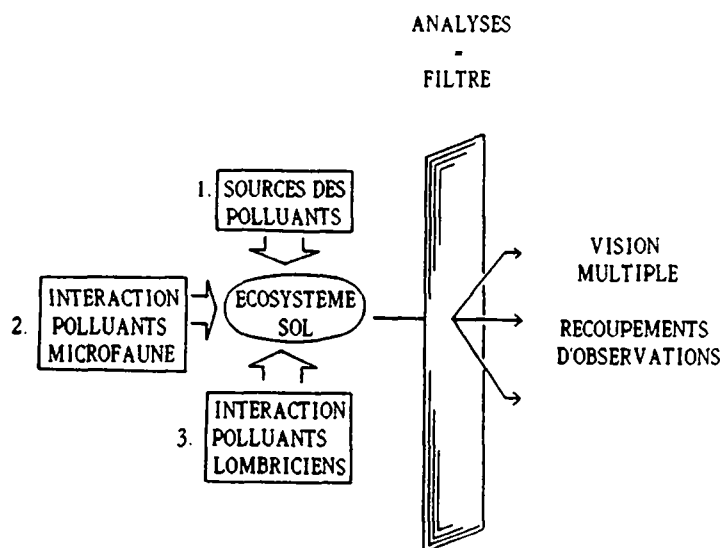 ANALYSES
-
FILTRE
1. SOURCES DES
POLLUANTS
2. INTERACTION
POLLUANTS
MICROFAUNE
ECOSYSTEME
SOL
3. INTERACTION
POLLUANTS
LOMBRICIENS
VISION
MULTIPLE
RECOUPEMENTS
D'OBSERVATIONS